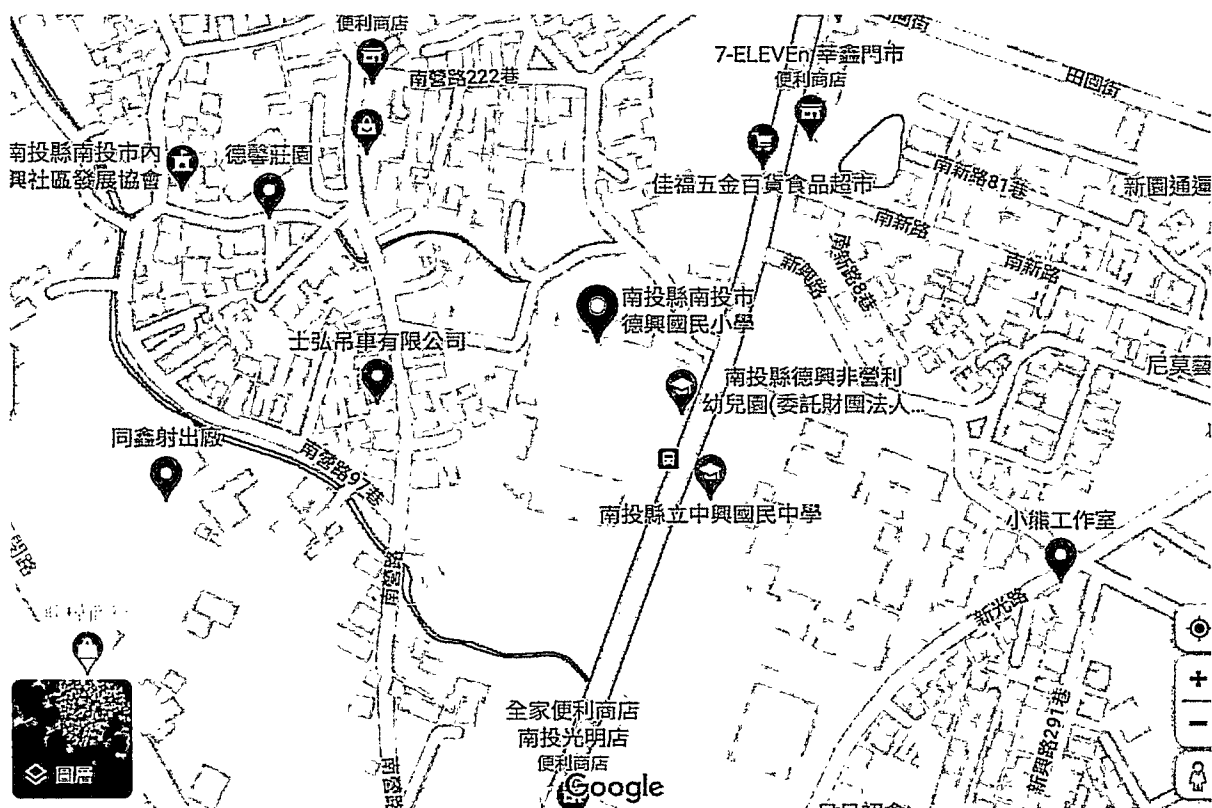 便利商店
南營路222巷
7-ELEVEn 莘鑫門市
便利商店
田園街
南投縣南投市內
興社區發展協會
德馨莊園
佳福五金百貨食品超市
南新路81巷
新園通運
南新路
南新路8巷
南新路
新興路
南投縣南投市
德興國民小學
士弘吊車有限公司
尼莫藝
南投縣德興非營利
幼兒園(委託財團法人...
同鑫射出廠
南營路97巷
南投縣立中興國民中學
小熊工作室
南營路
新光路
全家便利商店
南投光明店
便利商店
新興路291巷
圖層
Google